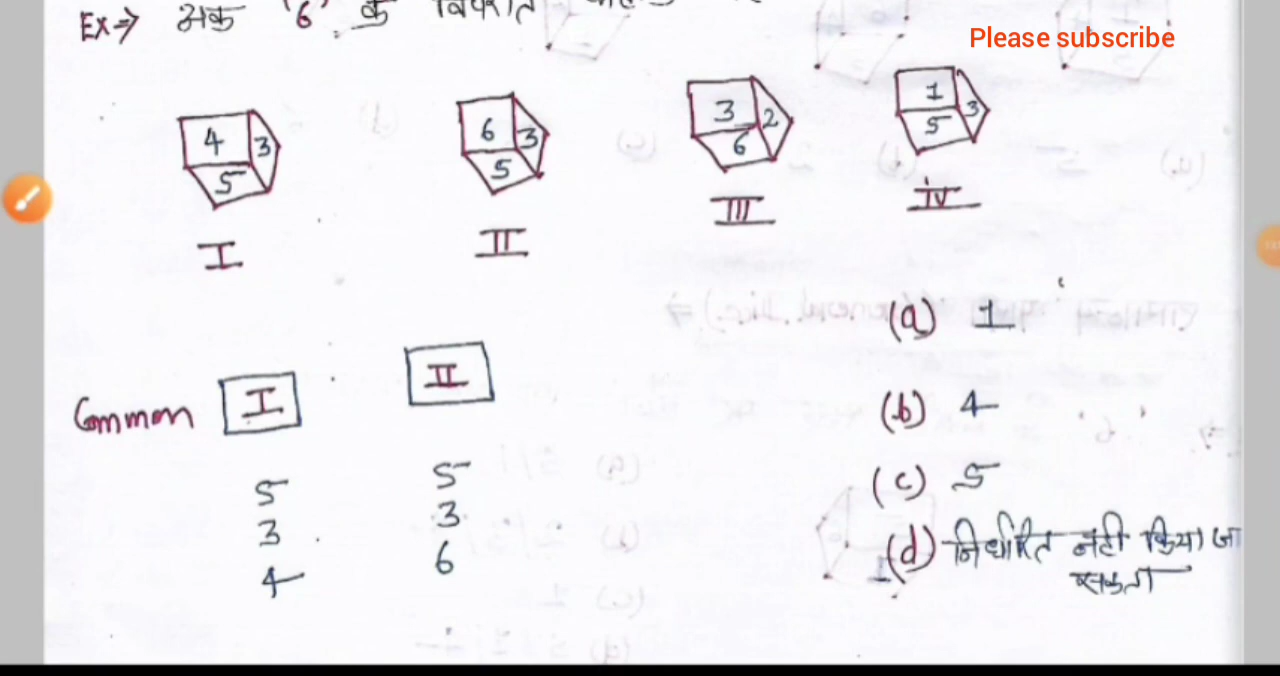 Ex⇒ अंक '6' के विपरीत
Please subscribe
4 3 5
6 3 5
3 2 6
1 3 5
I II III iv
(a) 1
Common I II
(b) 4
5 5
(c) 5
3 3
(d) निर्धारित नही किया जा
4 6
सकता